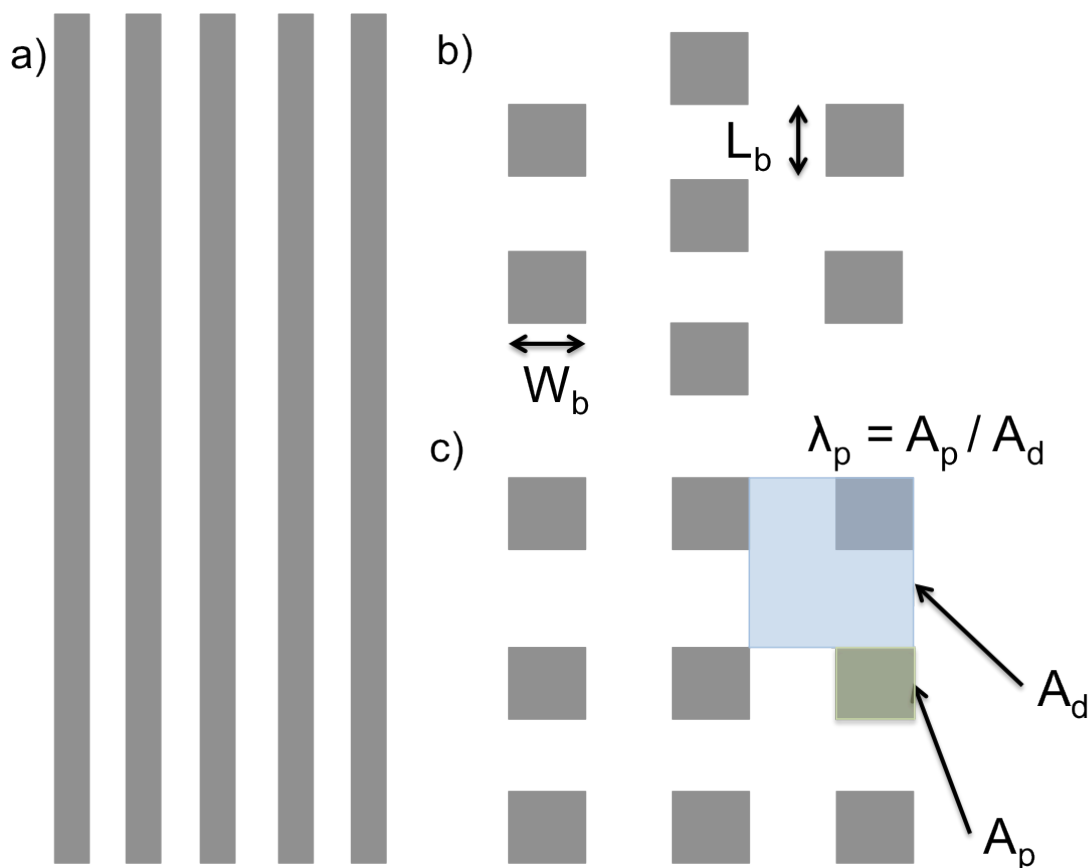 a)
b)
L_b
W_b
λ_p = A_p / A_d
c)
A_d
A_p